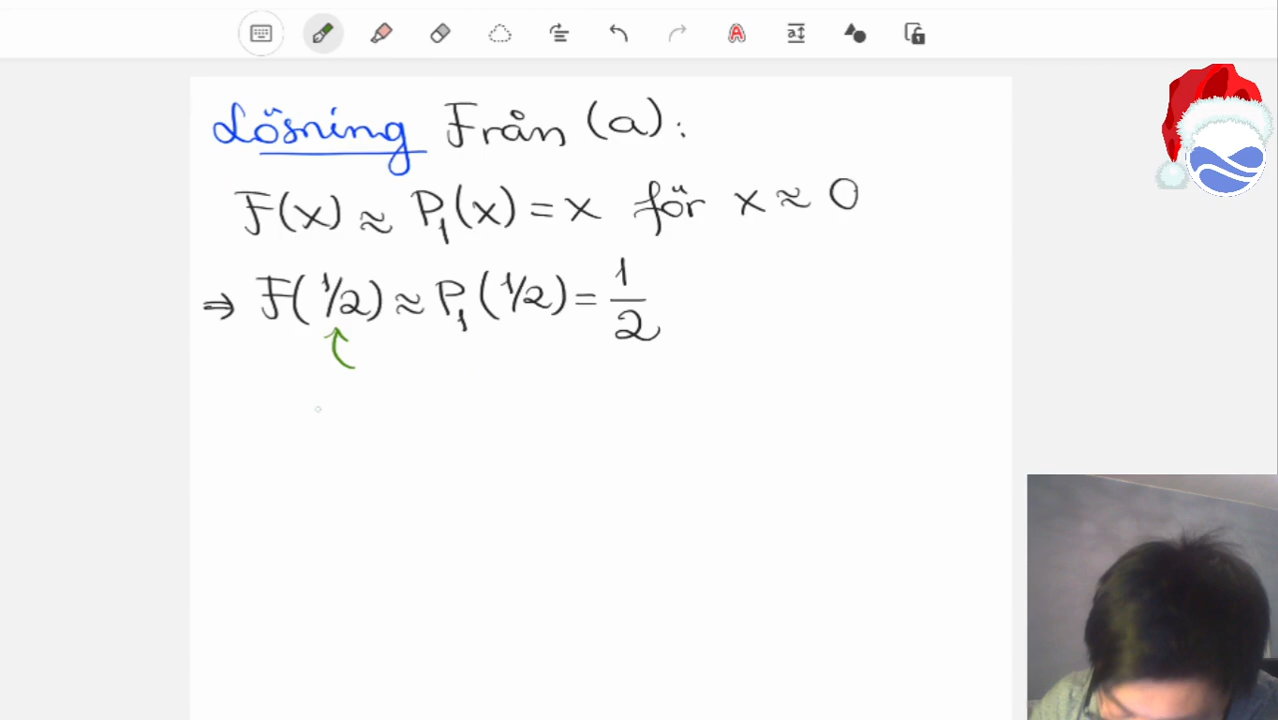 Lösning Från (a):
F(x) ≈ P₁(x) = x för x ≈ 0
⇒ F(1/2) ≈ P₁(1/2) = 1/2